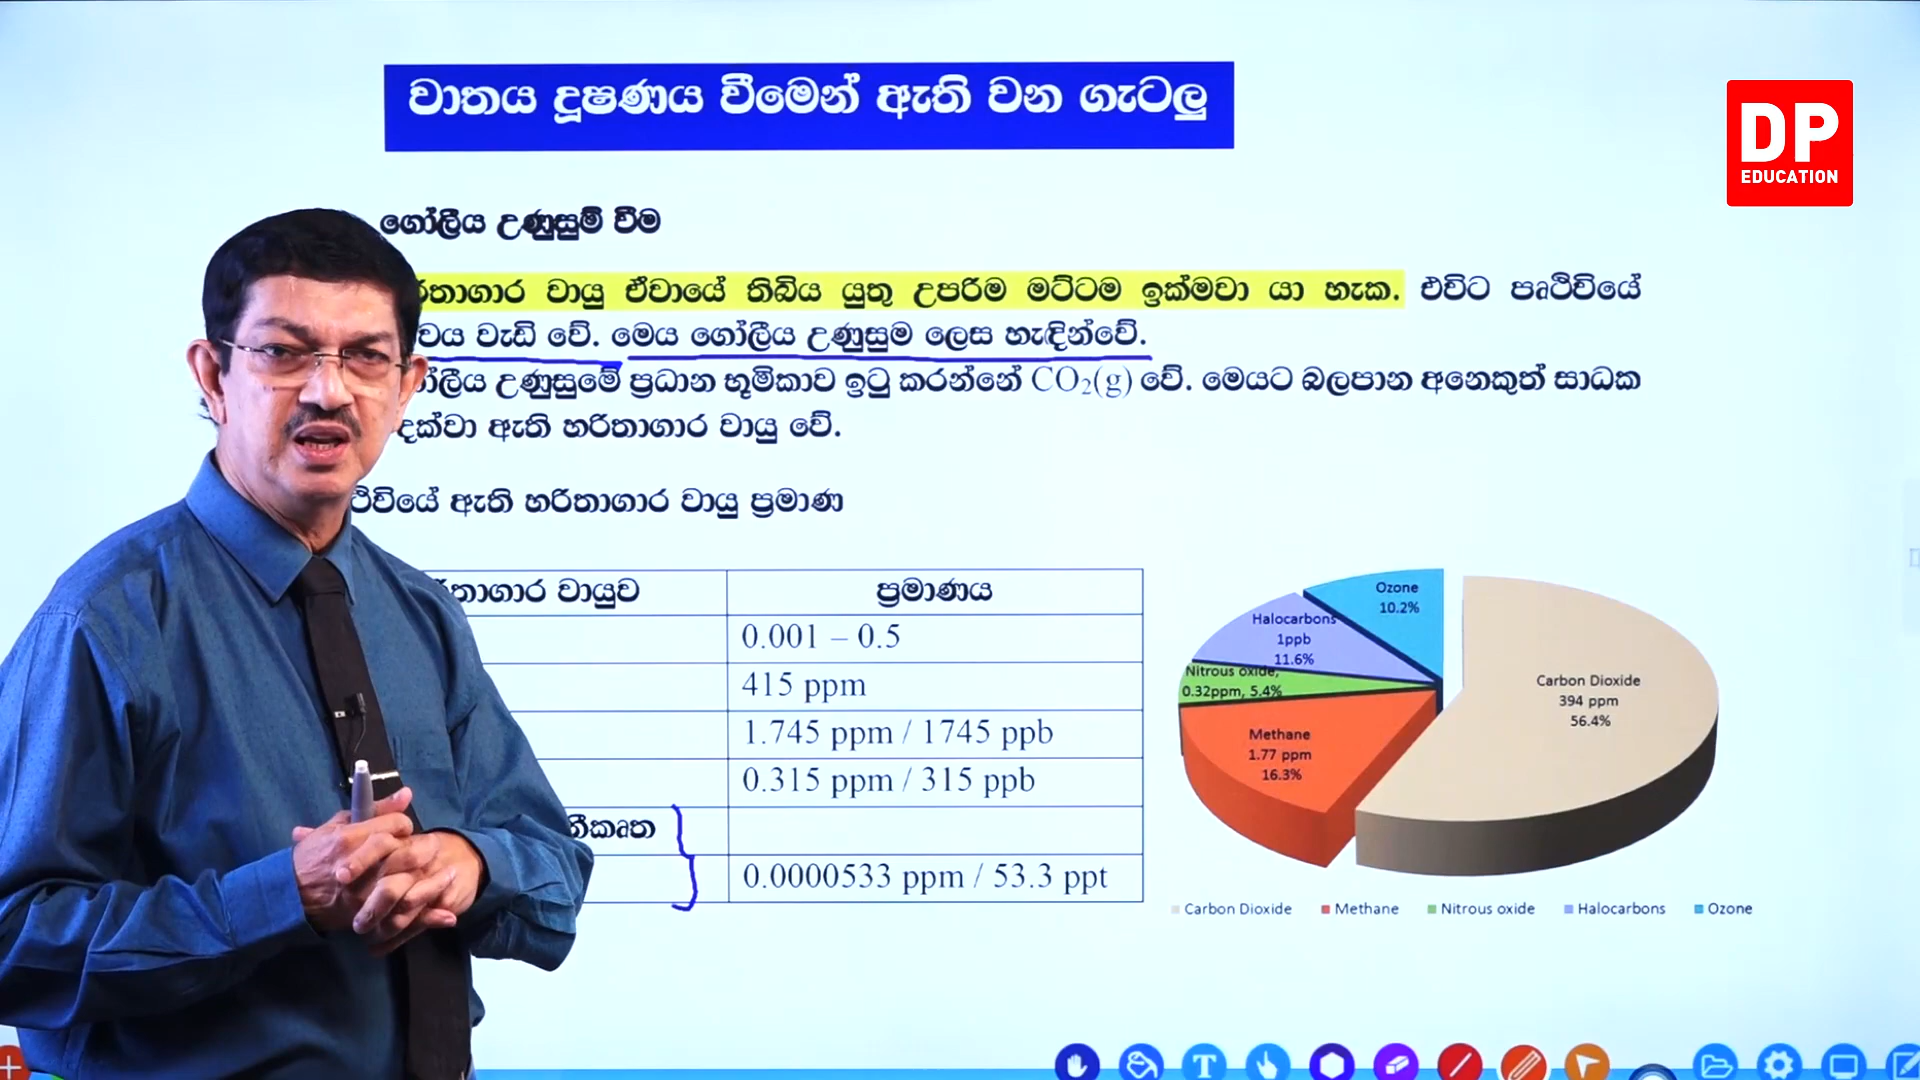 වාතය දූෂණය වීමෙන් ඇති වන ගැටලු
DP
EDUCATION
ගෝලීය උණුසුම් වීම
වායු ඒවායේ තිබිය යුතු උපරිම මට්ටම ඉක්මවා යා හැක. එවිට පෘථිවියේ
වැඩි වේ. මෙය ගෝලීය උණුසුම ලෙස හැඳින්වේ.
උණුසුමේ ප්‍රධාන භූමිකාව ඉටු කරන්නේ CO₂(g) වේ. මෙයට බලපාන අනෙකුත් සාධක
දක්වා ඇති හරිතාගාර වායු වේ.
ඇති හරිතාගාර වායු ප්‍රමාණ
වායුව ප්‍රමාණය
0.001 – 0.5
415 ppm
1.745 ppm / 1745 ppb
0.315 ppm / 315 ppb
0.0000533 ppm / 53.3 ppt
Ozone
10.2%
Halocarbons
1ppb
11.6%
Nitrous oxide,
0.32ppm, 5.4%
Methane
1.77 ppm
16.3%
Carbon Dioxide
394 ppm
56.4%
Carbon Dioxide Methane Nitrous oxide Halocarbons Ozone